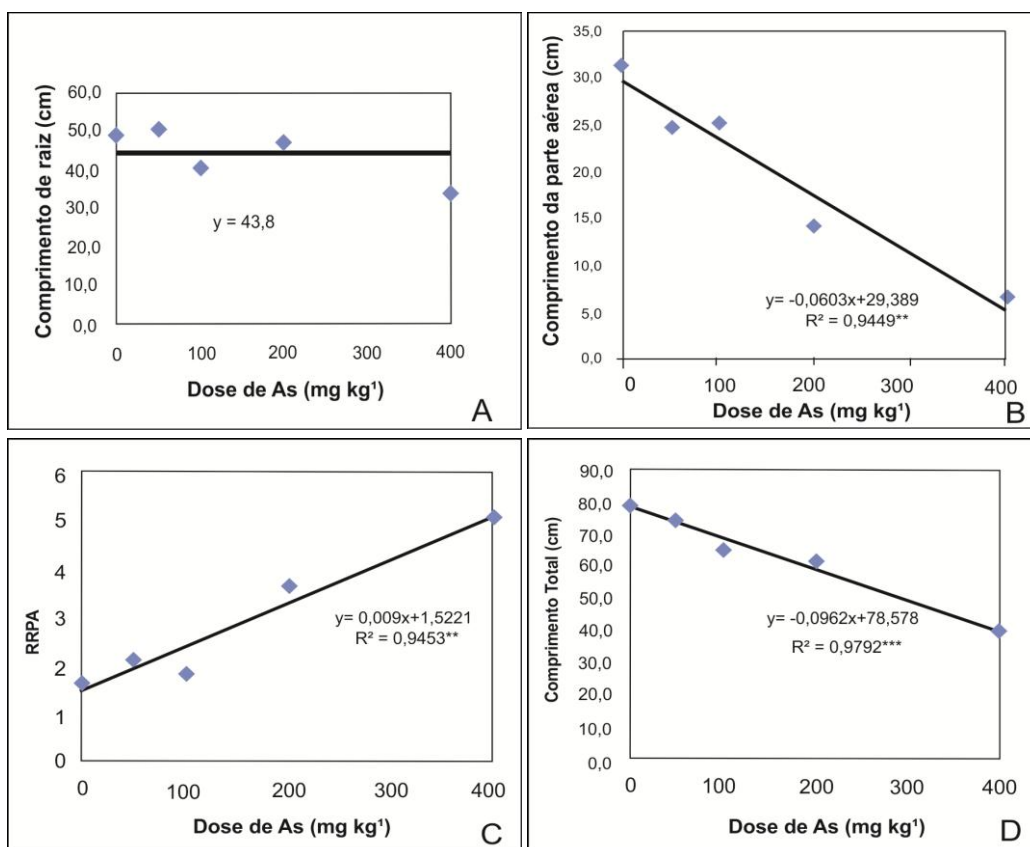 Comprimento de raiz (cm)
60,0
50,0
40,0
30,0
20,0
10,0
0,0
y = 43,8
0 100 200 300 400
Dose de As (mg kg¹)
A
Comprimento da parte aérea (cm)
35,0
30,0
25,0
20,0
15,0
10,0
5,0
0,0
y= -0,0603x+29,389
R² = 0,9449**
0 100 200 300 400
Dose de As (mg kg¹)
B
RRPA
6
5
4
3
2
1
0
y= 0,009x+1,5221
R² = 0,9453**
0 100 200 300 400
Dose de As (mg kg¹)
C
Comprimento Total (cm)
90,0
80,0
70,0
60,0
50,0
40,0
30,0
20,0
10,0
0,0
y= -0,0962x+78,578
R² = 0,9792***
0 100 200 300 400
Dose de As (mg kg¹)
D